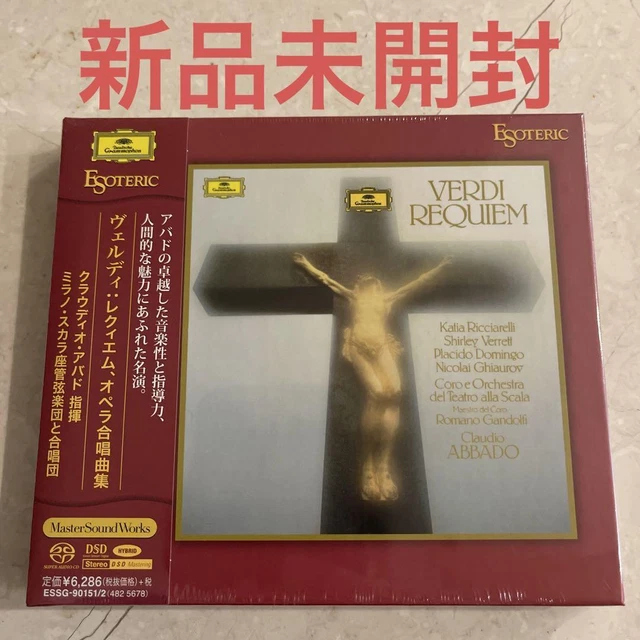 新品未開封
Deutsche Grammophon
ESOTERIC
アバドの卓越した音楽性と指導力、
人間的な魅力にあふれた名演。
ヴェルディ:レクイエム、オペラ合唱曲集
クラウディオ・アバド 指揮
ミラノ・スカラ座管弦楽団と合唱団
MasterSoundWorks
SUPER AUDIO CD
DSD
HYBRID
Stereo DSD Mastering
定価¥6,286(税抜価格)+税
ESSG-90151/2(482 5678)
ESOTERIC
Deutsche Grammophon
Deutsche Grammophon
VERDI
REQUIEM
Katia Ricciarelli
Shirley Verrett
Placido Domingo
Nicolai Ghiaurov
Coro e Orchestra
del Teatro alla Scala
Maestro del Coro
Romano Gandolfi
Claudio
ABBADO